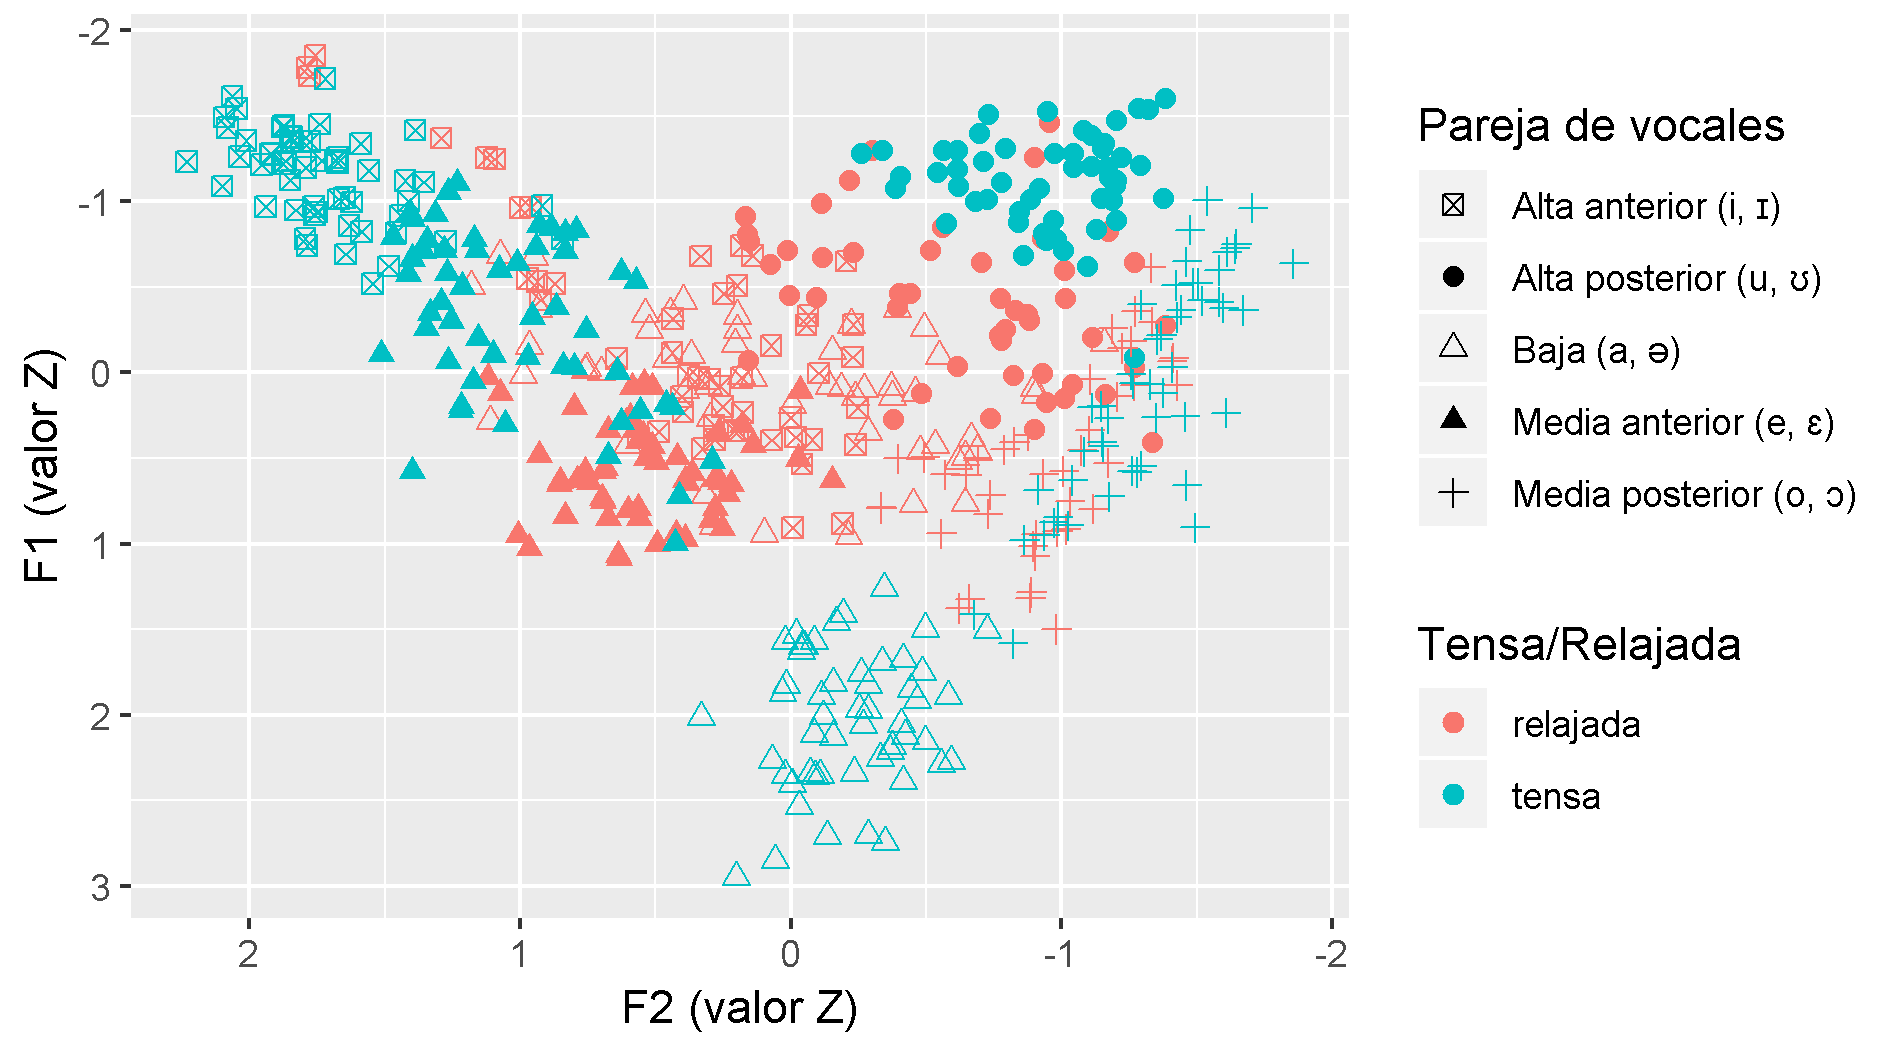 -2
-1
0
1
2
3
2
1
0
-1
-2
F1 (valor Z)
F2 (valor Z)
Pareja de vocales
Alta anterior (i, ɪ)
Alta posterior (u, ʊ)
Baja (a, ə)
Media anterior (e, ɛ)
Media posterior (o, ɔ)
Tensa/Relajada
relajada
tensa